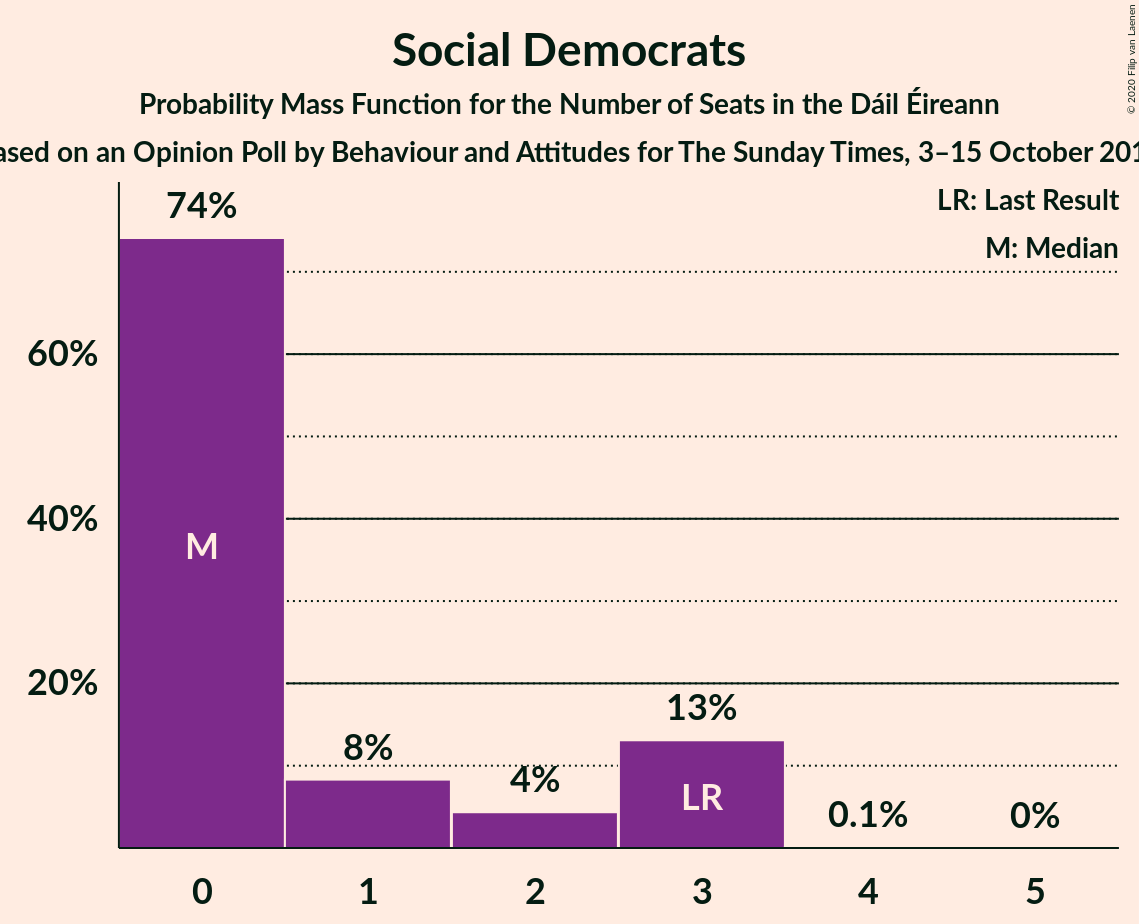 Social Democrats
Probability Mass Function for the Number of Seats in the Dáil Éireann
on an Opinion Poll by Behaviour and Attitudes for The Sunday Times, 3–15 October
© 2020 Filip van Laenen
LR: Last Result
M: Median
74%
60%
40%
20%
M
8%
4%
13%
LR
0.1%
0%
0 1 2 3 4 5